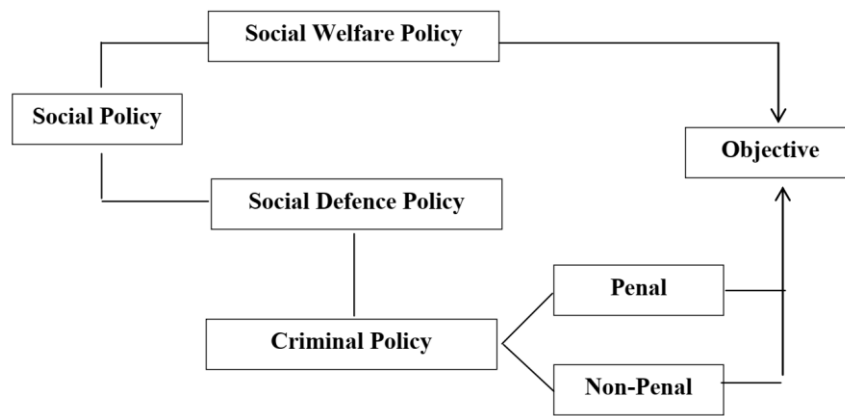 Social Welfare Policy
Social Policy
Objective
Social Defence Policy
Penal
Criminal Policy
Non-Penal